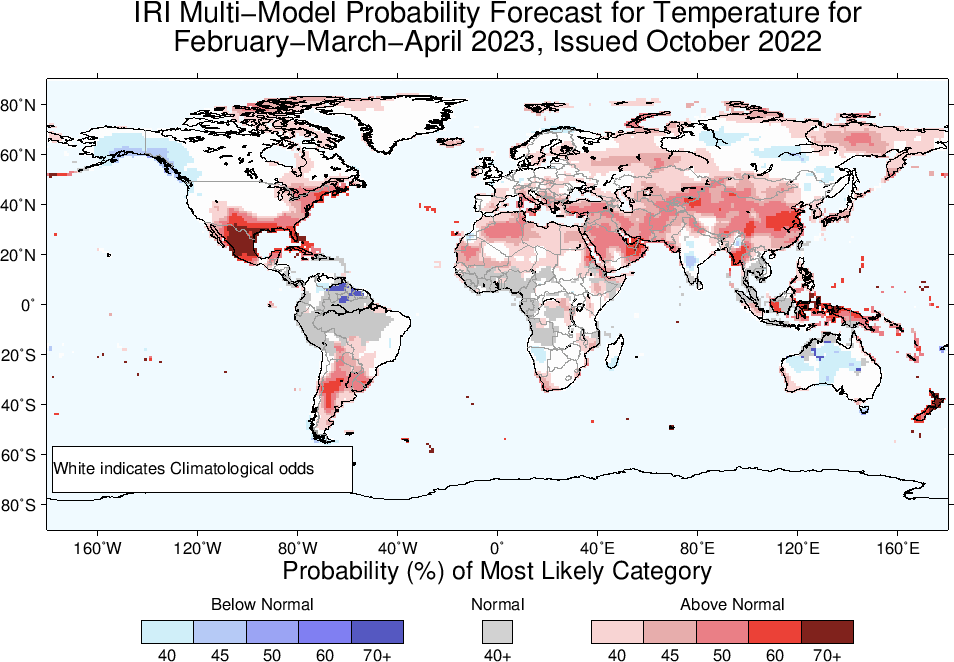 IRI Multi−Model Probability Forecast for Temperature for
February−March−April 2023, Issued October 2022
80˚N
60˚N
40˚N
20˚N
0˚
20˚S
40˚S
60˚S
80˚S
White indicates Climatological odds
160˚W 120˚W 80˚W 40˚W 0˚ 40˚E 80˚E 120˚E 160˚E
Probability (%) of Most Likely Category
Below Normal Normal Above Normal
40 45 50 60 70+ 40+ 40 45 50 60 70+